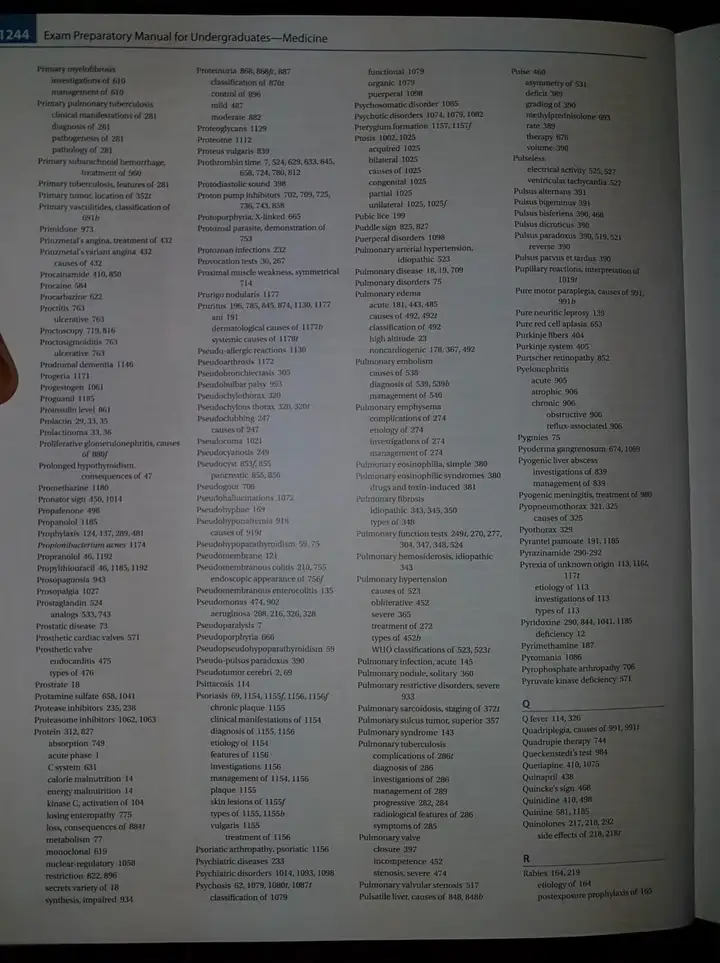 1244
Exam Preparatory Manual for Undergraduates—Medicine
Primary myelofibrosis
investigations of 610
management of 610
Primary pulmonary tuberculosis
clinical manifestations of 281
diagnosis of 281
pathogenesis of 281
pathology of 281
Primary subarachnoid hemorrhage,
treatment of 560
Primary tuberculosis, features of 281
Primary tumor, location of 352t
Primary vasculitides, classification of
691b
Primidone 973
Prinzmetal's angina, treatment of 432
Prinzmetal's variant angina 432
causes of 432
Procainamide 410, 850
Procaine 584
Procarbazine 622
Proctitis 763
ulcerative 763
Proctoscopy 719, 816
Proctosigmoiditis 763
ulcerative 763
Prodromal dementia 1146
Progeria 1171
Progestogen 1061
Proguanil 1185
Proinsulin level 861
Prolactin 29, 33, 35
Prolactinoma 33, 36
Proliferative glomerulonephritis, causes
of 880f
Prolonged hypothyroidism,
consequences of 47
Promethazine 1180
Pronator sign 450, 1014
Propafenone 498
Propanolol 1185
Prophylaxis 124, 137, 289, 481
Propionibacterium acnes 1174
Propranolol 46, 1192
Propylthiouracil 46, 1185, 1192
Prosopagnosia 943
Prosopalgia 1027
Prostaglandin 524
analogs 533, 743
Prostatic disease 73
Prosthetic cardiac valves 571
Prosthetic valve
endocarditis 475
types of 476
Prostrate 18
Protamine sulfate 658, 1041
Protease inhibitors 235, 238
Proteasome inhibitors 1062, 1063
Protein 312, 827
absorption 749
acute phase 1
C system 631
calorie malnutrition 14
energy malnutrition 14
kinase C, activation of 104
losing enteropathy 775
loss, consequences of 884t
metabolism 77
monoclonal 619
nuclear-regulatory 1058
restriction 822, 896
secrets variety of 18
synthesis, impaired 934
Proteinuria 868, 868t, 887
classification of 870t
control of 896
mild 487
moderate 882
Proteoglycans 1129
Proteome 1112
Proteus vulgaris 839
Prothrombin time 7, 524, 629, 633, 645,
658, 724, 780, 812
Protodiastolic sound 398
Proton pump inhibitors 702, 709, 725,
736, 743, 858
Protoporphyria, X-linked 665
Protozoal parasite, demonstration of
753
Protozoan infections 232
Provocation tests 30, 267
Proximal muscle weakness, symmetrical
714
Prurigo nodularis 1177
Pruritus 196, 785, 845, 874, 1130, 1177
ani 191
dermatological causes of 1177b
systemic causes of 1178t
Pseudo-allergic reactions 1130
Pseudoarthrosis 1172
Pseudobronchiectasis 305
Pseudobulbar palsy 993
Pseudochylothorax 320
Pseudochylous thorax 320, 320t
Pseudoclubbing 247
causes of 247
Pseudocoma 1021
Pseudocyanosis 249
Pseudocyst 853f, 855
pancreatic 855, 856
Pseudogout 706
Pseudohallucinations 1072
Pseudohyphae 169
Pseudohyponatremia 918
causes of 919t
Pseudohypoparathyroidism 59, 75
Pseudomembrane 121
Pseudomembranous colitis 210, 755
endoscopic appearance of 756f
Pseudomembranous enterocolitis 135
Pseudomonas 474, 902
aeruginosa 208, 216, 326, 328
Pseudoparalysis 7
Pseudoporphyria 666
Pseudopseudohypoparathyroidism 59
Pseudo-pulsus paradoxus 390
Pseudotumor cerebri 2, 69
Psittacosis 114
Psoriasis 69, 1154, 1155f, 1156, 1156f
chronic plaque 1155
clinical manifestations of 1154
diagnosis of 1155, 1156
etiology of 1154
features of 1156
investigations 1156
management of 1154, 1156
plaque 1155
skin lesions of 1155f
types of 1155, 1155b
vulgaris 1155
treatment of 1156
Psoriatic arthropathy, psoriatic 1156
Psychiatric diseases 233
Psychiatric disorders 1014, 1093, 1098
Psychosis 62, 1079, 1080t, 1087t
classification of 1079
functional 1079
organic 1079
puerperal 1098
Psychosomatic disorder 1085
Psychotic disorders 1074, 1079, 1082
Pterygium formation 1157, 1157f
Ptosis 1002, 1025
acquired 1025
bilateral 1025
causes of 1025
congenital 1025
partial 1025
unilateral 1025, 1025f
Pubic lice 199
Puddle sign 825, 827
Puerperal disorders 1098
Pulmonary arterial hypertension,
idiopathic 523
Pulmonary disease 18, 19, 709
Pulmonary disorders 75
Pulmonary edema
acute 181, 443, 485
causes of 492, 492t
classification of 492
high altitude 23
noncardiogenic 178, 367, 492
Pulmonary embolism
causes of 538
diagnosis of 539, 539b
management of 540
Pulmonary emphysema
complications of 274
etiology of 274
investigations of 274
management of 274
Pulmonary eosinophilia, simple 380
Pulmonary eosinophilic syndromes 380
drugs and toxin-induced 381
Pulmonary fibrosis
idiopathic 343, 345, 350
types of 348
Pulmonary function tests 249t, 270, 277,
304, 347, 348, 524
Pulmonary hemosiderosis, idiopathic
343
Pulmonary hypertension
causes of 523
obliterative 452
severe 365
treatment of 272
types of 452b
WHO classifications of 523, 523t
Pulmonary infection, acute 145
Pulmonary nodule, solitary 360
Pulmonary restrictive disorders, severe
933
Pulmonary sarcoidosis, staging of 372t
Pulmonary sulcus tumor, superior 357
Pulmonary syndrome 143
Pulmonary tuberculosis
complications of 286t
diagnosis of 286
investigations of 286
management of 289
progressive 282, 284
radiological features of 286
symptoms of 285
Pulmonary valve
closure 397
incompetence 452
stenosis, severe 474
Pulmonary valvular stenosis 517
Pulsatile liver, causes of 848, 848b
Pulse 460
asymmetry of 531
deficit 389
grading of 390
methylprednisolone 693
rate 389
therapy 676
volume 390
Pulseless
electrical activity 525, 527
ventricular tachycardia 527
Pulsus alternans 391
Pulsus bigeminus 391
Pulsus bisferiens 390, 468
Pulsus dicroticus 390
Pulsus paradoxus 390, 519, 521
reverse 390
Pulsus parvus et tardus 390
Pupillary reactions, interpretation of
1019t
Pure motor paraplegia, causes of 991,
991b
Pure neuritic leprosy 139
Pure red cell aplasia 653
Purkinje fibers 404
Purkinje system 405
Purtscher retinopathy 852
Pyelonephritis
acute 905
atrophic 906
chronic 906
obstructive 906
reflux-associated 906
Pygmies 75
Pyoderma gangrenosum 674, 1069
Pyogenic liver abscess
investigations of 839
management of 839
Pyogenic meningitis, treatment of 980
Pyopneumothorax 321, 325
causes of 325
Pyothorax 329
Pyrantel pamoate 191, 1185
Pyrazinamide 290-292
Pyrexia of unknown origin 113, 116t,
117t
etiology of 113
investigations of 113
types of 113
Pyridoxine 290, 844, 1041, 1185
deficiency 12
Pyrimethamine 187
Pyromania 1086
Pyrophosphate arthropathy 706
Pyruvate kinase deficiency 571
Q
Q fever 114, 326
Quadriplegia, causes of 991, 991t
Quadruple therapy 744
Queckenstedt's test 984
Quetiapine 410, 1075
Quinapril 438
Quincke's sign 468
Quinidine 410, 498
Quinine 581, 1185
Quinolones 217, 218, 292
side effects of 218, 218t
R
Rabies 164, 219
etiology of 164
postexposure prophylaxis of 165